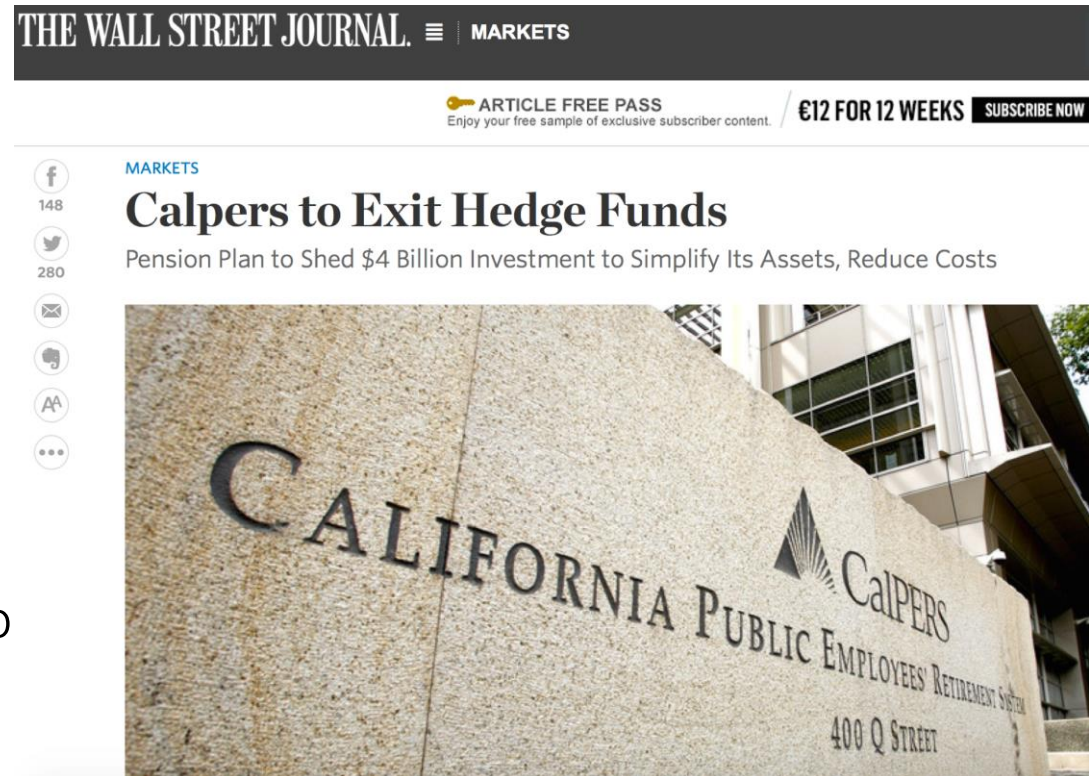 THE WALL STREET JOURNAL. MARKETS
ARTICLE FREE PASS
Enjoy your free sample of exclusive subscriber content.
€12 FOR 12 WEEKS SUBSCRIBE NOW
MARKETS
148
Calpers to Exit Hedge Funds
280
Pension Plan to Shed $4 Billion Investment to Simplify Its Assets, Reduce Costs
AA
CalPERS
CALIFORNIA PUBLIC EMPLOYEES' RETIREMENT SYSTEM
400 Q STREET